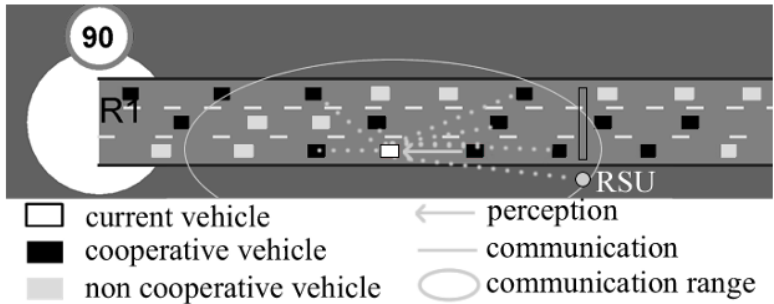 90
R1
RSU
current vehicle
perception
cooperative vehicle
communication
non cooperative vehicle
communication range